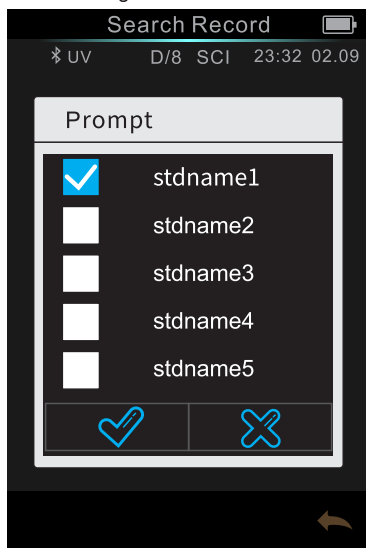 Search Record
UV D/8 SCI 23:32 02.09
Prompt
stdname1
stdname2
stdname3
stdname4
stdname5